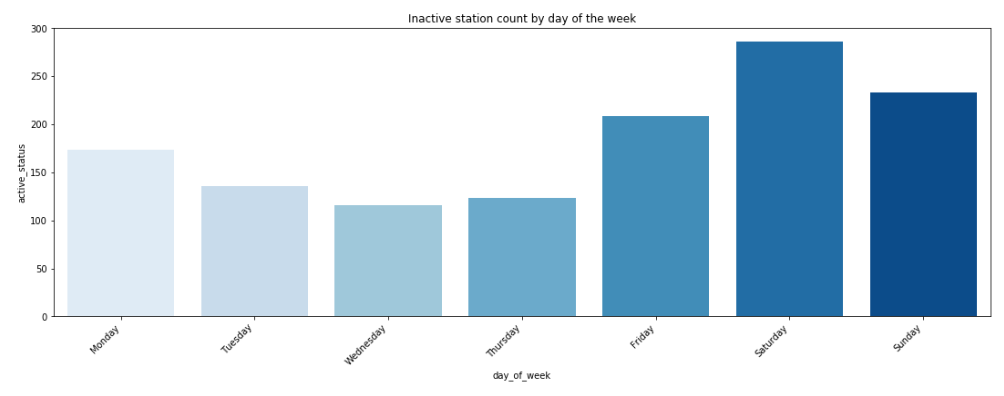 Inactive station count by day of the week
300
250
200
150
100
50
0
active_status
Monday
Tuesday
Wednesday
Thursday
Friday
Saturday
Sunday
day_of_week